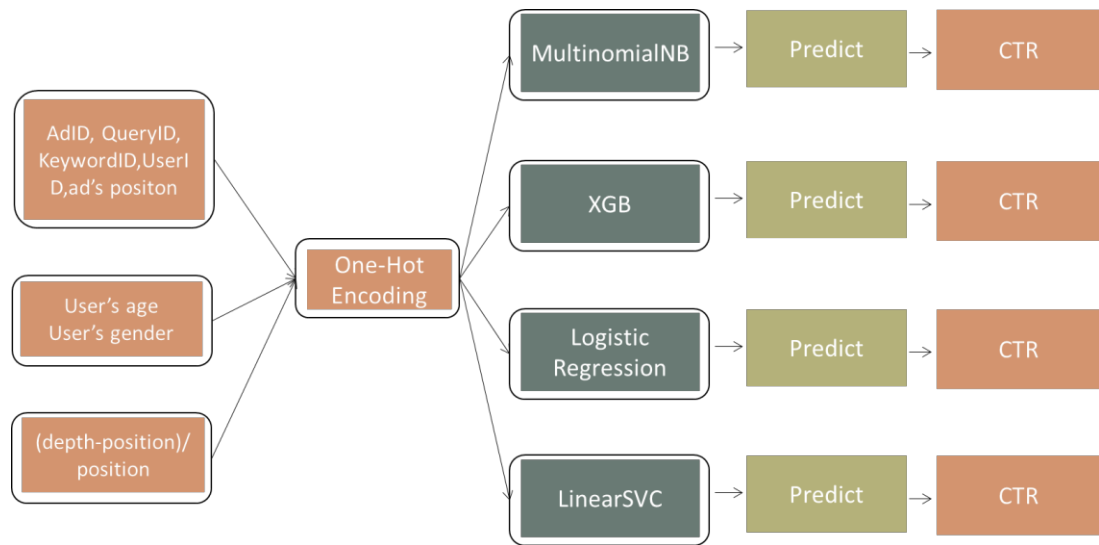 AdID, QueryID,
KeywordID,UserI
D,ad's positon
User's age
User's gender
(depth-position)/
position
One-Hot
Encoding
MultinomialNB
Predict
CTR
XGB
Predict
CTR
Logistic
Regression
Predict
CTR
LinearSVC
Predict
CTR